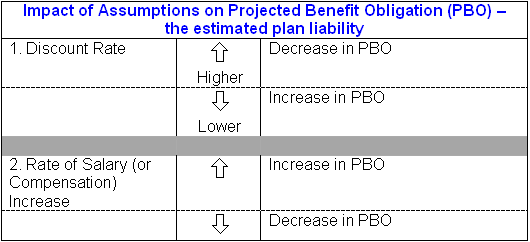 Impact of Assumptions on Projected Benefit Obligation (PBO) –
the estimated plan liability
1. Discount Rate
Higher
Decrease in PBO
Lower
Increase in PBO
2. Rate of Salary (or
Compensation)
Increase
Increase in PBO
Decrease in PBO